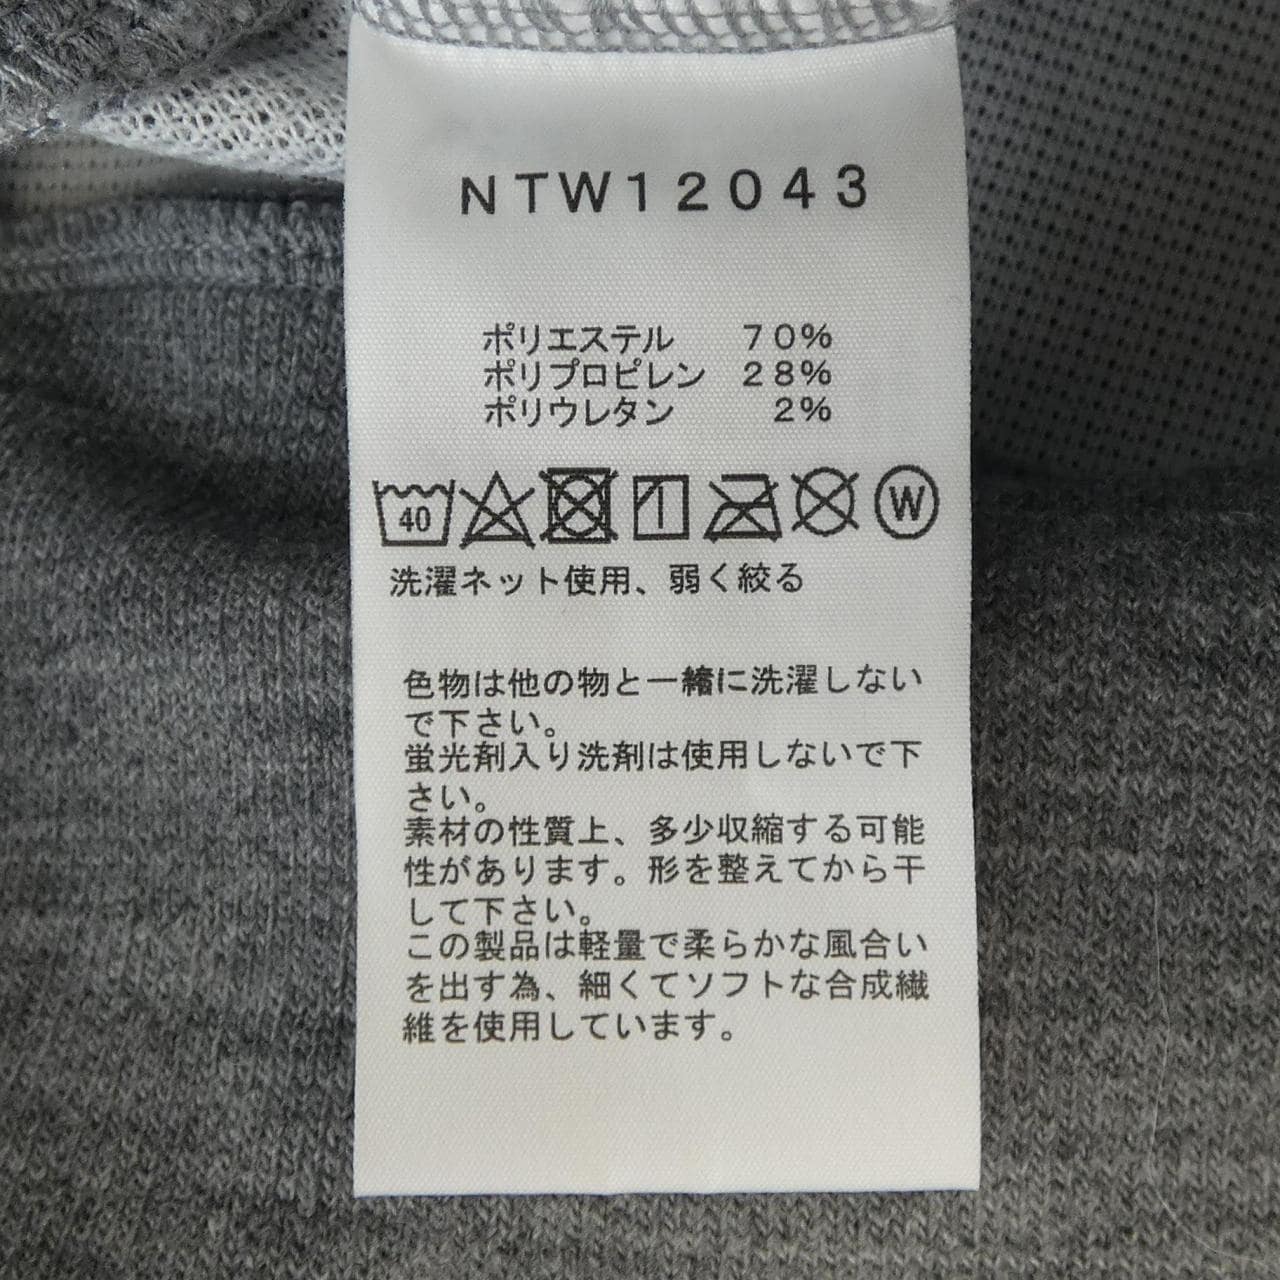 NTW12043
ポリエステル 70%
ポリプロピレン 28%
ポリウレタン 2%
40 W
洗濯ネット使用、弱く絞る
色物は他の物と一緒に洗濯しない
で下さい。
蛍光剤入り洗剤は使用しないで下
さい。
素材の性質上、多少収縮する可能
性があります。形を整えてから干
して下さい。
この製品は軽量で柔らかな風合い
を出す為、細くてソフトな合成繊
維を使用しています。